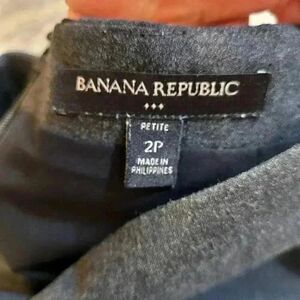 BANANA REPUBLIC
PETITE
2P
MADE IN
PHILIPPINES